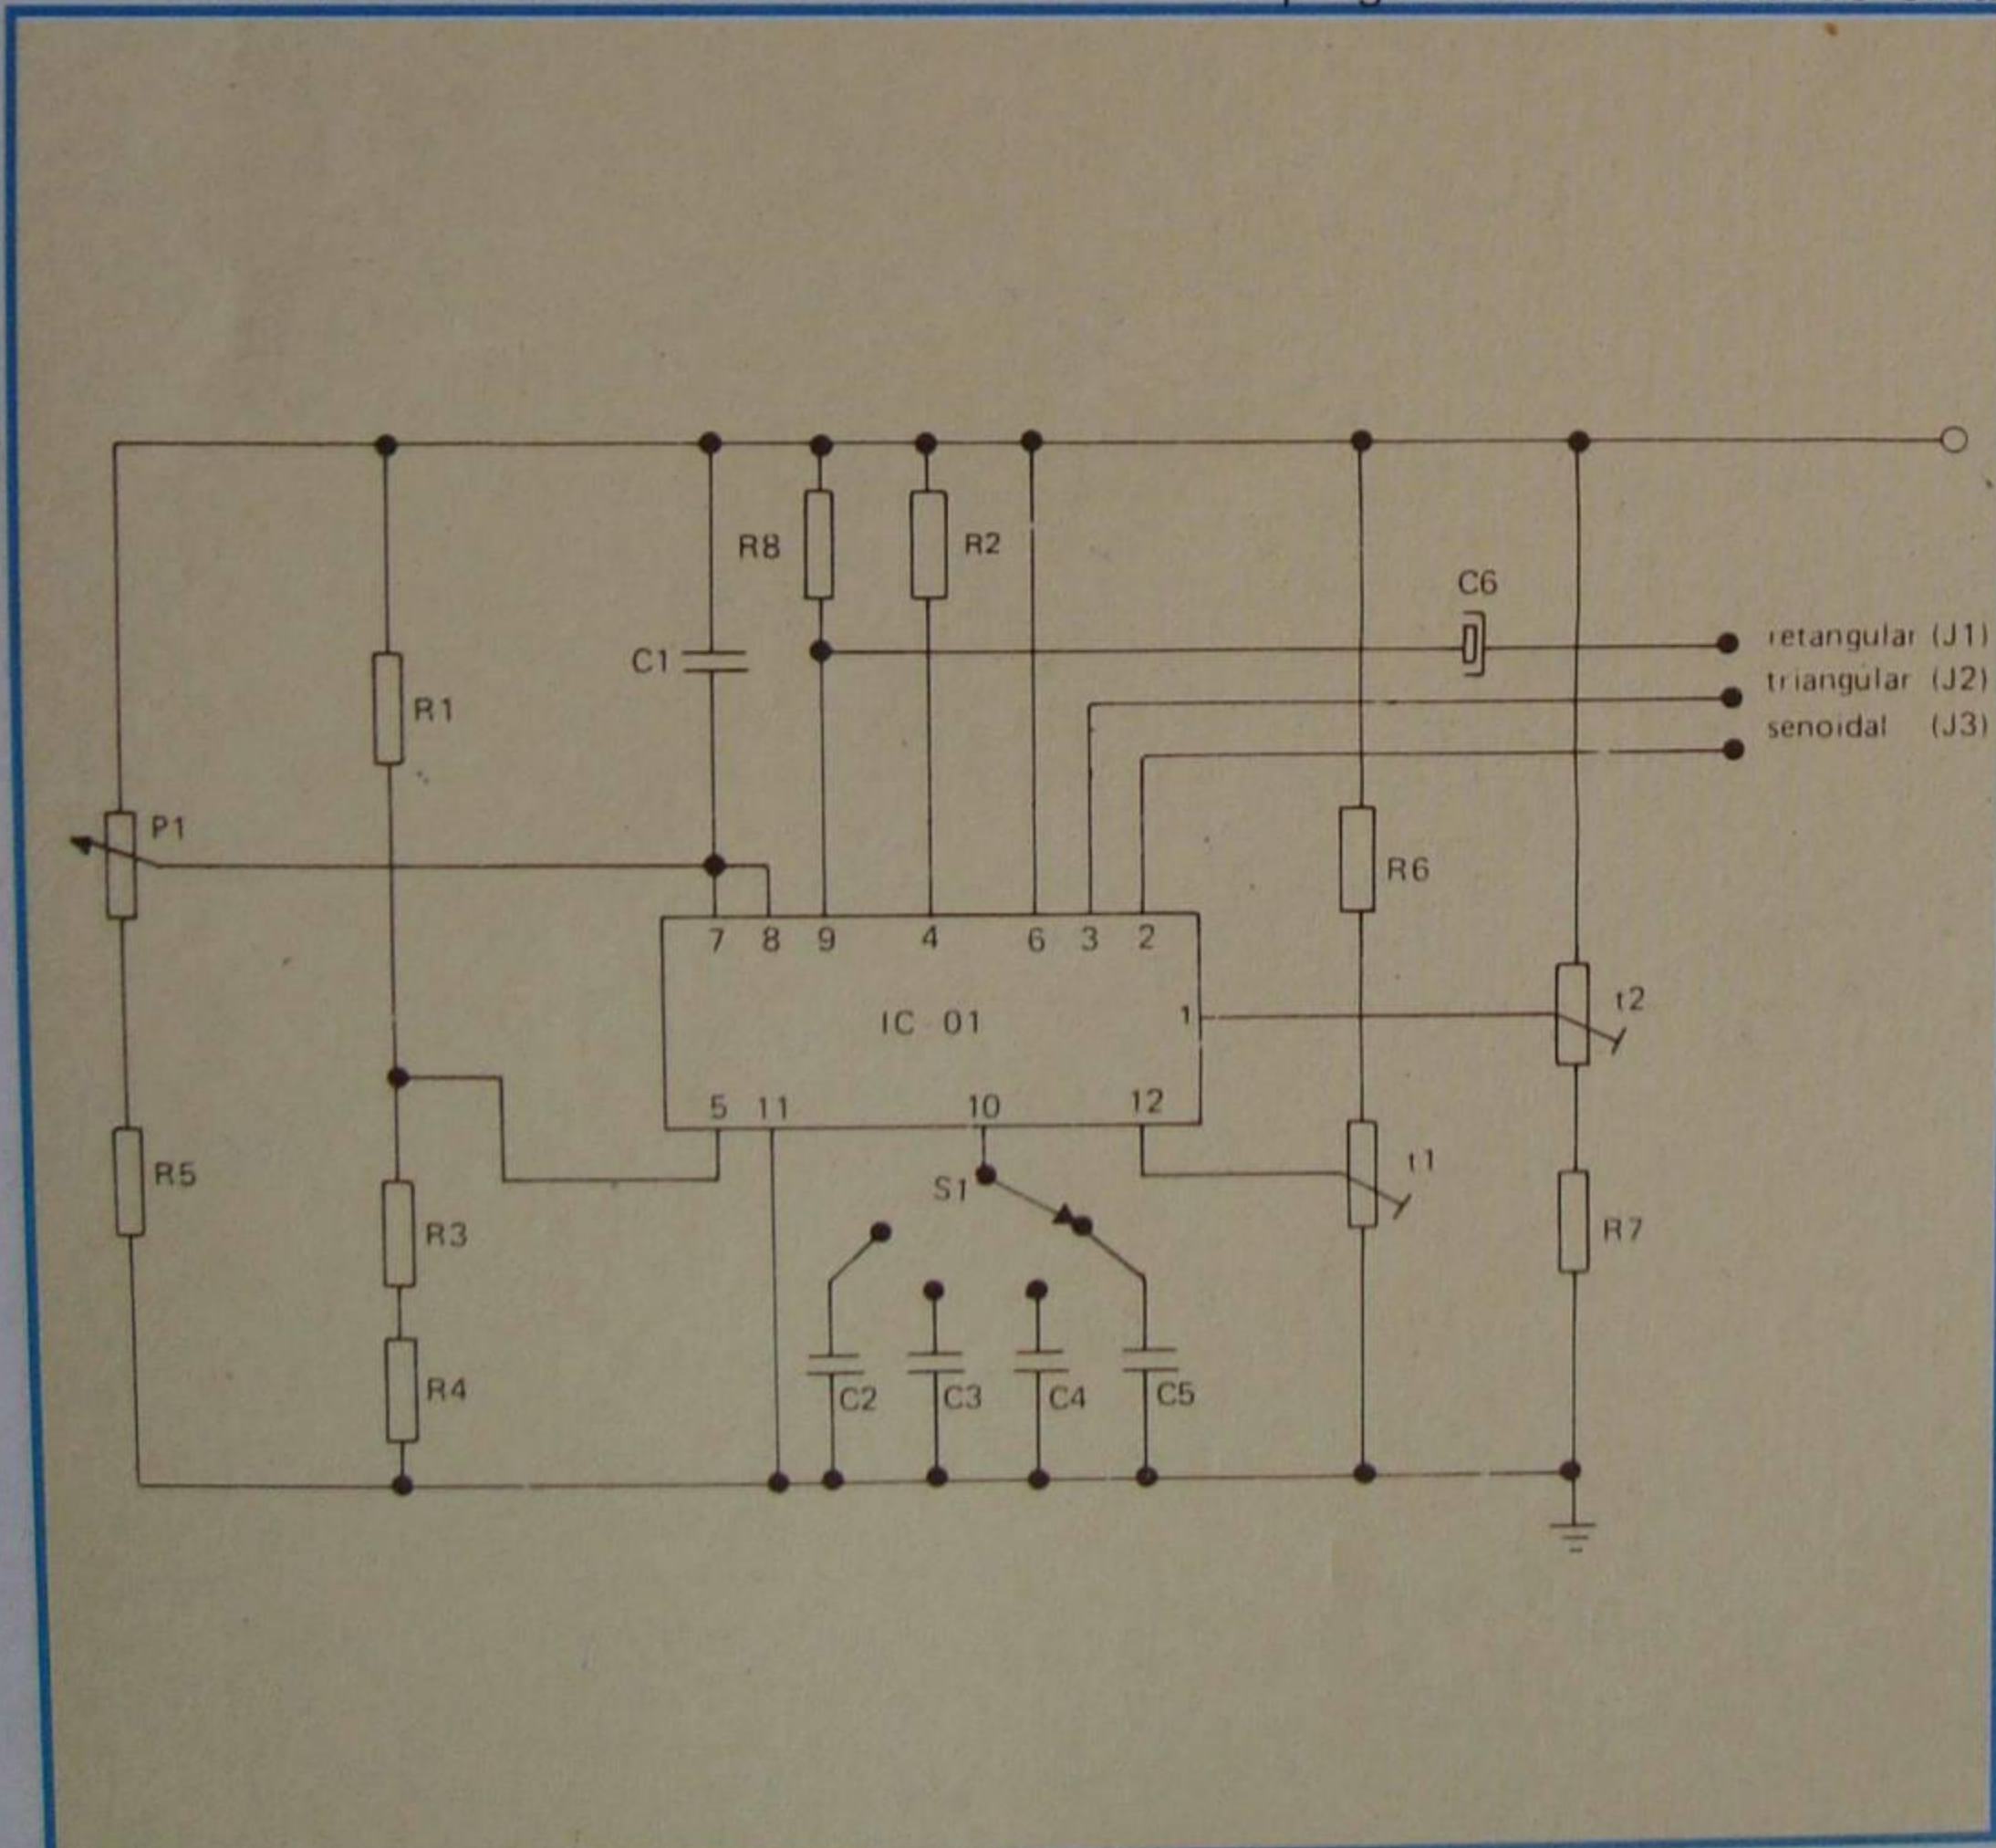 C6
R8
R2
retangular (J1)
C1
triangular (J2)
R1
senoidal (J3)
P1
R6
7 8 9 4 6 3 2
t2
IC 01
1
5 11 10 12
t1
R5
S1
R3
R7
R4
C2 C3 C4 C5